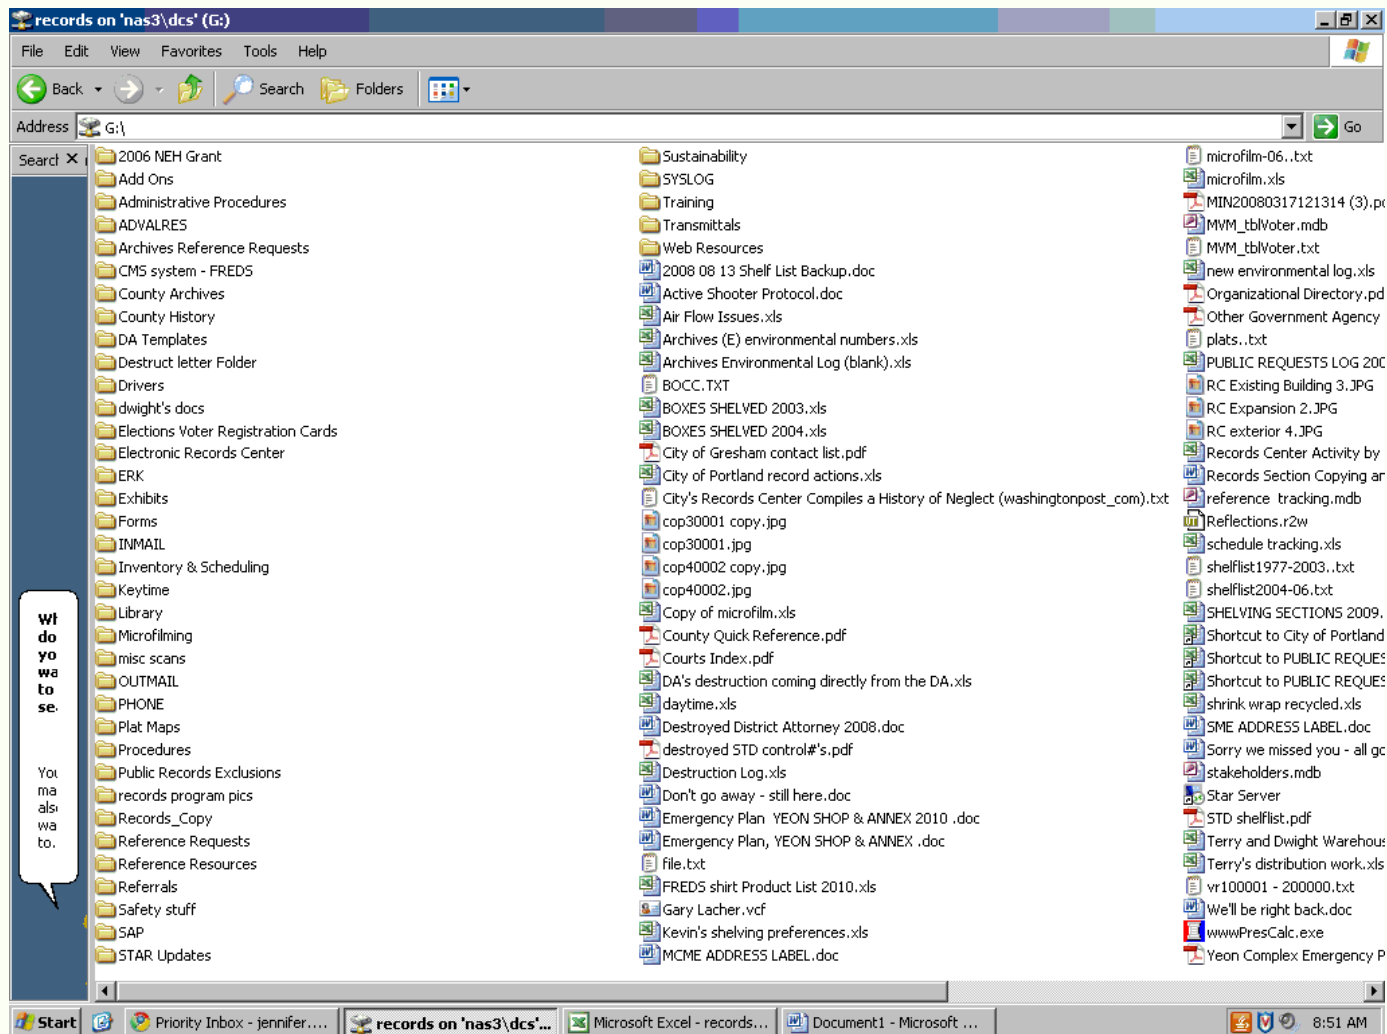 records on 'nas3\dcs' (G:)
File Edit View Favorites Tools Help
Back Search Folders
Address G:\ Go
Search
Wh
do
yo
wa
to
se
You
ma
als
wa
to.
2006 NEH Grant
Add Ons
Administrative Procedures
ADVALRES
Archives Reference Requests
CMS system - FREDS
County Archives
County History
DA Templates
Destruct letter Folder
Drivers
dwight's docs
Elections Voter Registration Cards
Electronic Records Center
ERK
Exhibits
Forms
INMAIL
Inventory & Scheduling
Keytime
Library
Microfilming
misc scans
OUTMAIL
PHONE
Plat Maps
Procedures
Public Records Exclusions
records program pics
Records_Copy
Reference Requests
Reference Resources
Referrals
Safety stuff
SAP
STAR Updates
Sustainability
SYSLOG
Training
Transmittals
Web Resources
2008 08 13 Shelf List Backup.doc
Active Shooter Protocol.doc
Air Flow Issues.xls
Archives (E) environmental numbers.xls
Archives Environmental Log (blank).xls
BOCC.TXT
BOXES SHELVED 2003.xls
BOXES SHELVED 2004.xls
City of Gresham contact list.pdf
City of Portland record actions.xls
City's Records Center Compiles a History of Neglect (washingtonpost_com).txt
cop30001 copy.jpg
cop30001.jpg
cop40002 copy.jpg
cop40002.jpg
Copy of microfilm.xls
County Quick Reference.pdf
Courts Index.pdf
DA's destruction coming directly from the DA.xls
daytime.xls
Destroyed District Attorney 2008.doc
destroyed STD control#'s.pdf
Destruction Log.xls
Don't go away - still here.doc
Emergency Plan  YEON SHOP & ANNEX 2010 .doc
Emergency Plan, YEON SHOP & ANNEX .doc
file.txt
FREDS shirt Product List 2010.xls
Gary Lacher.vcf
Kevin's shelving preferences.xls
MCME ADDRESS LABEL.doc
microfilm-06..txt
microfilm.xls
MIN20080317121314 (3).pd
MVM_tblVoter.mdb
MVM_tblVoter.txt
new environmental log.xls
Organizational Directory.pd
Other Government Agency
plats..txt
PUBLIC REQUESTS LOG 200
RC Existing Building 3.JPG
RC Expansion 2.JPG
RC exterior 4.JPG
Records Center Activity by
Records Section Copying an
reference  tracking.mdb
Reflections.r2w
schedule tracking.xls
shelflist1977-2003..txt
shelflist2004-06.txt
SHELVING SECTIONS 2009.
Shortcut to City of Portland
Shortcut to PUBLIC REQUES
Shortcut to PUBLIC REQUES
shrink wrap recycled.xls
SME ADDRESS LABEL.doc
Sorry we missed you - all go
stakeholders.mdb
Star Server
STD shelflist.pdf
Terry and Dwight Warehous
Terry's distribution work.xls
vr100001 - 200000.txt
We'll be right back.doc
wwwPresCalc.exe
Yeon Complex Emergency P
Start Priority Inbox - jennifer.... records on 'nas3\dcs'... Microsoft Excel - records... Document1 - Microsoft ... 8:51 AM